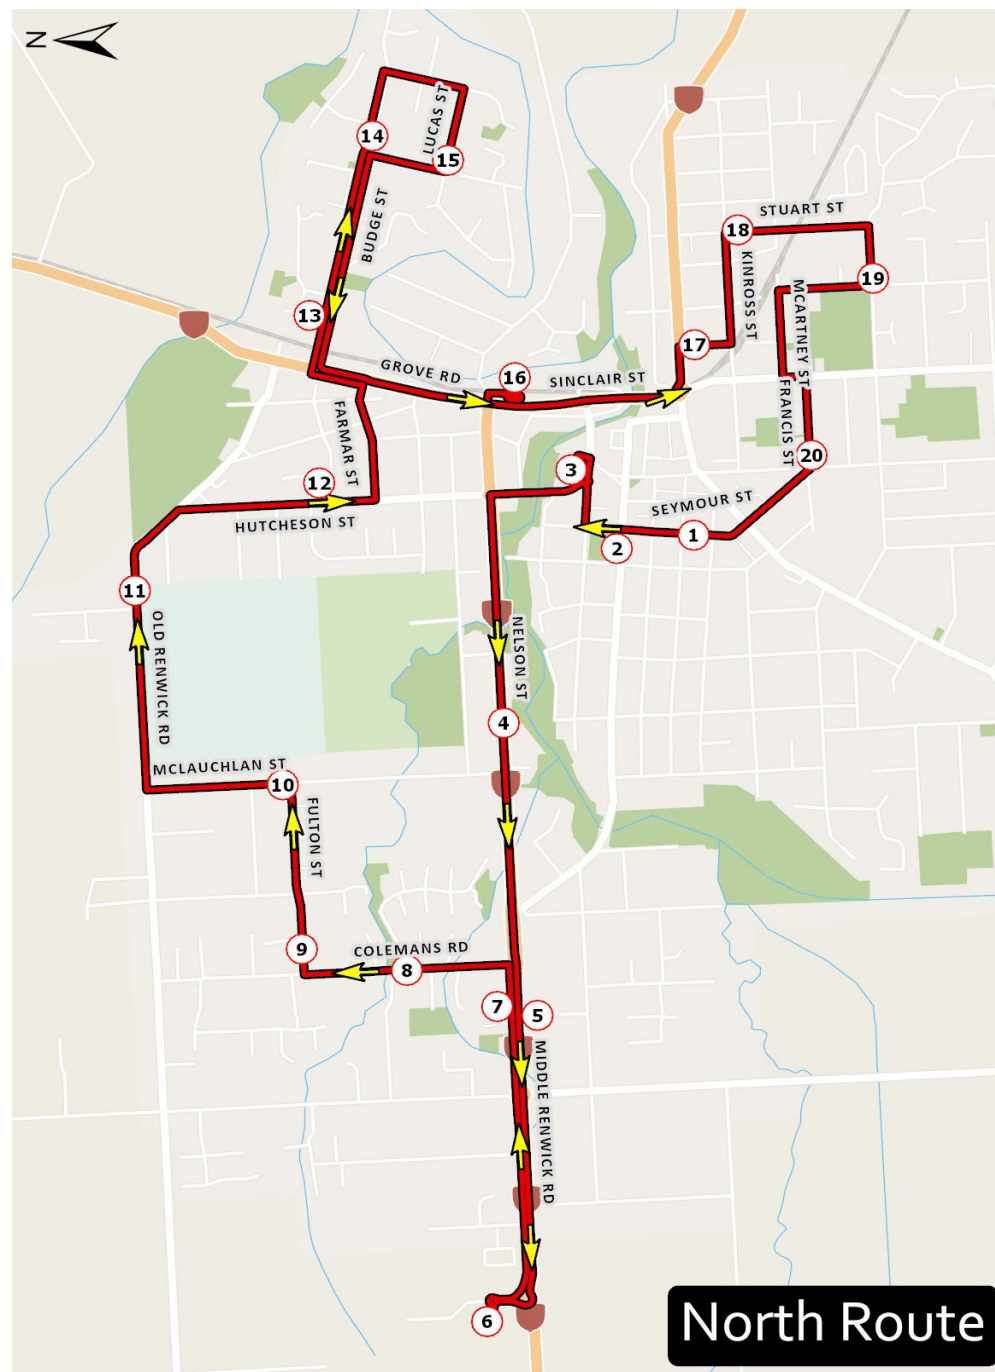 N
14
LUCAS ST
15
BUDGE ST
STUART ST
18
KINROSS ST
19
MCARTNEY ST
13
17
GROVE RD
16
SINCLAIR ST
FARMAR ST
FRANCIS ST
20
3
12
SEYMOUR ST
HUTCHESON ST
1
2
11
OLD RENWICK RD
NELSON ST
4
MCLAUCHLAN ST
10
FULTON ST
9
COLEMANS RD
8
7
5
MIDDLE RENWICK RD
6
North Route